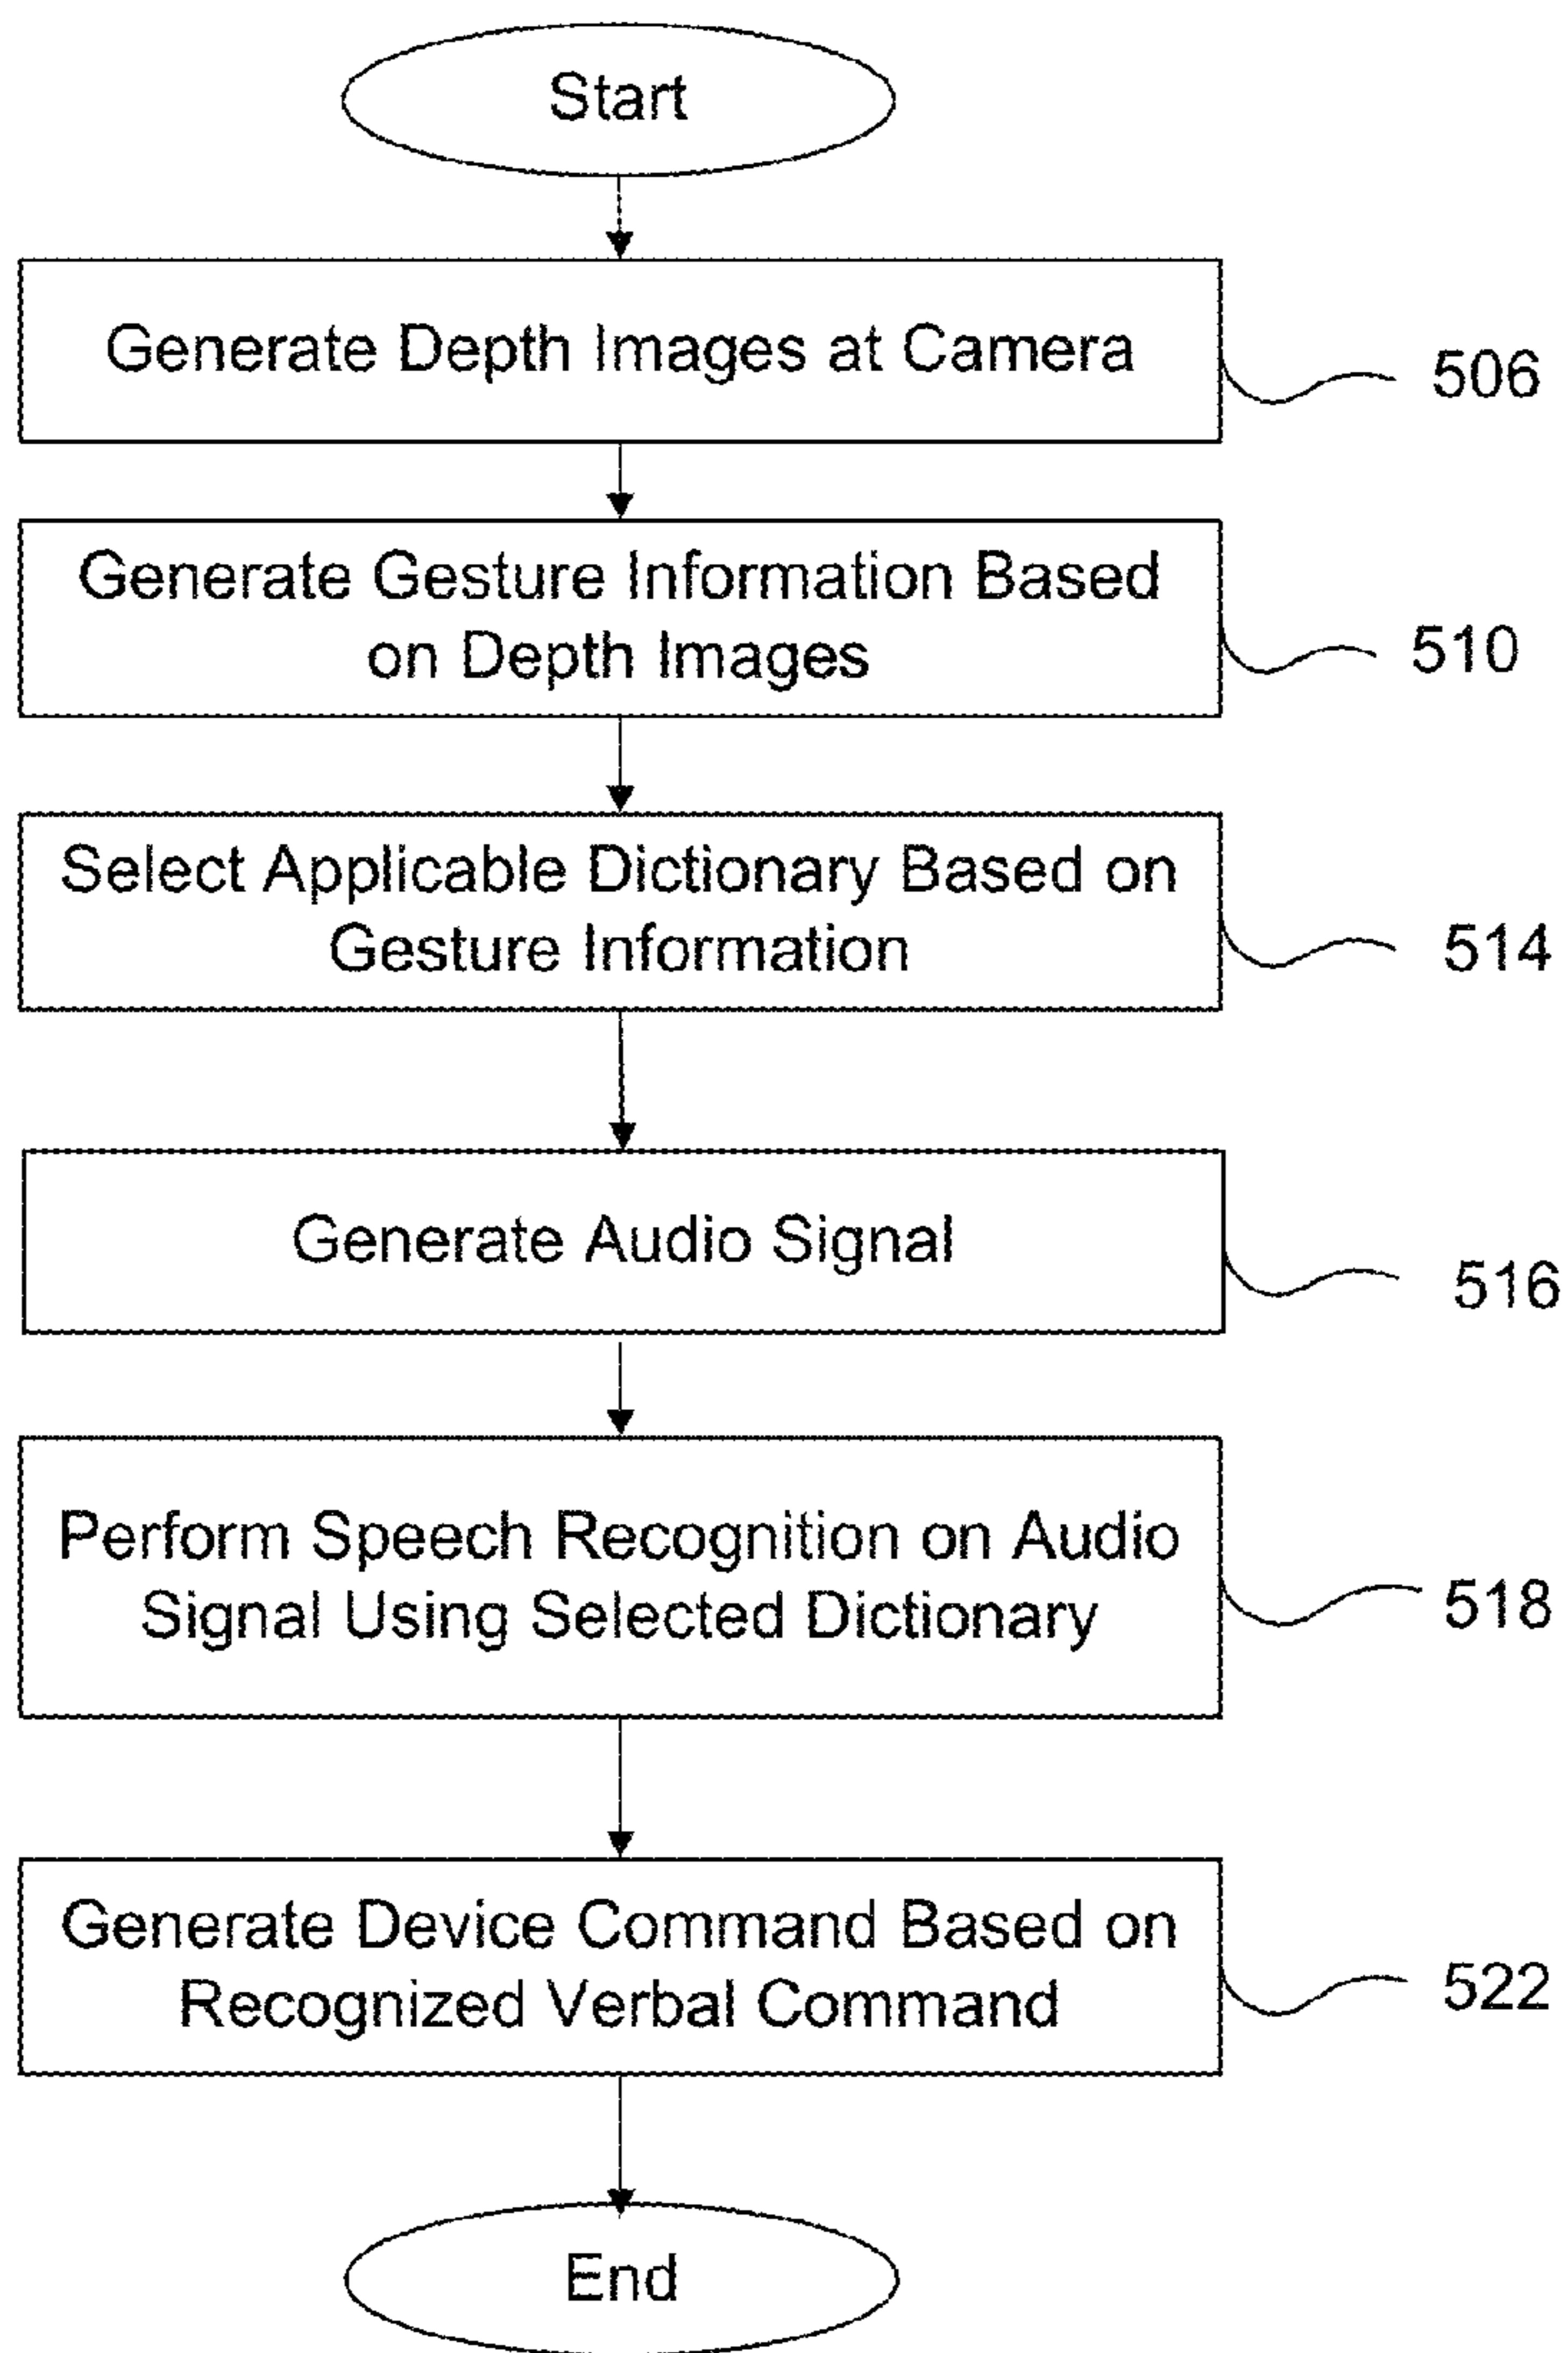 Start
Generate Depth Images at Camera
506
Generate Gesture Information Based
on Depth Images
510
Select Applicable Dictionary Based on
Gesture Information
514
Generate Audio Signal
516
Perform Speech Recognition on Audio
Signal Using Selected Dictionary
518
Generate Device Command Based on
Recognized Verbal Command
522
End